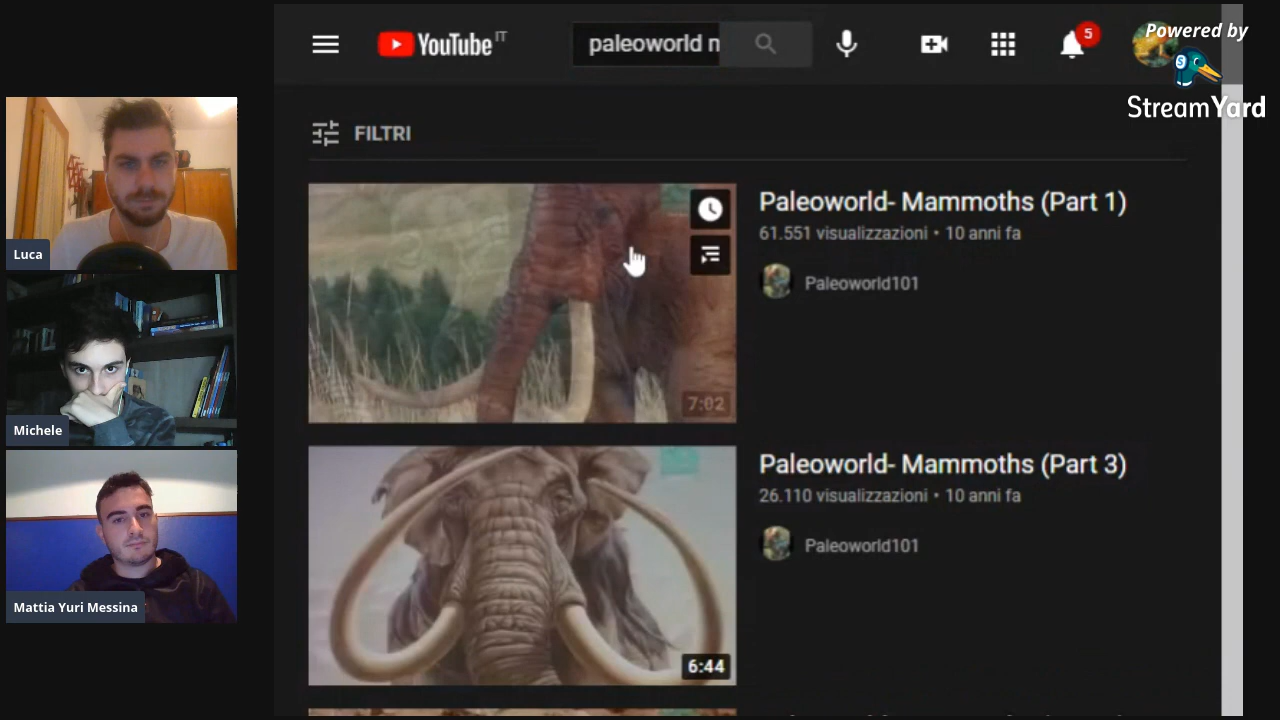 YouTube IT
paleoworld n
5
Powered by
StreamYard
FILTRI
Luca
Michele
Mattia Yuri Messina
7:02
Paleoworld- Mammoths (Part 1)
61.551 visualizzazioni • 10 anni fa
Paleoworld101
6:44
Paleoworld- Mammoths (Part 3)
26.110 visualizzazioni • 10 anni fa
Paleoworld101